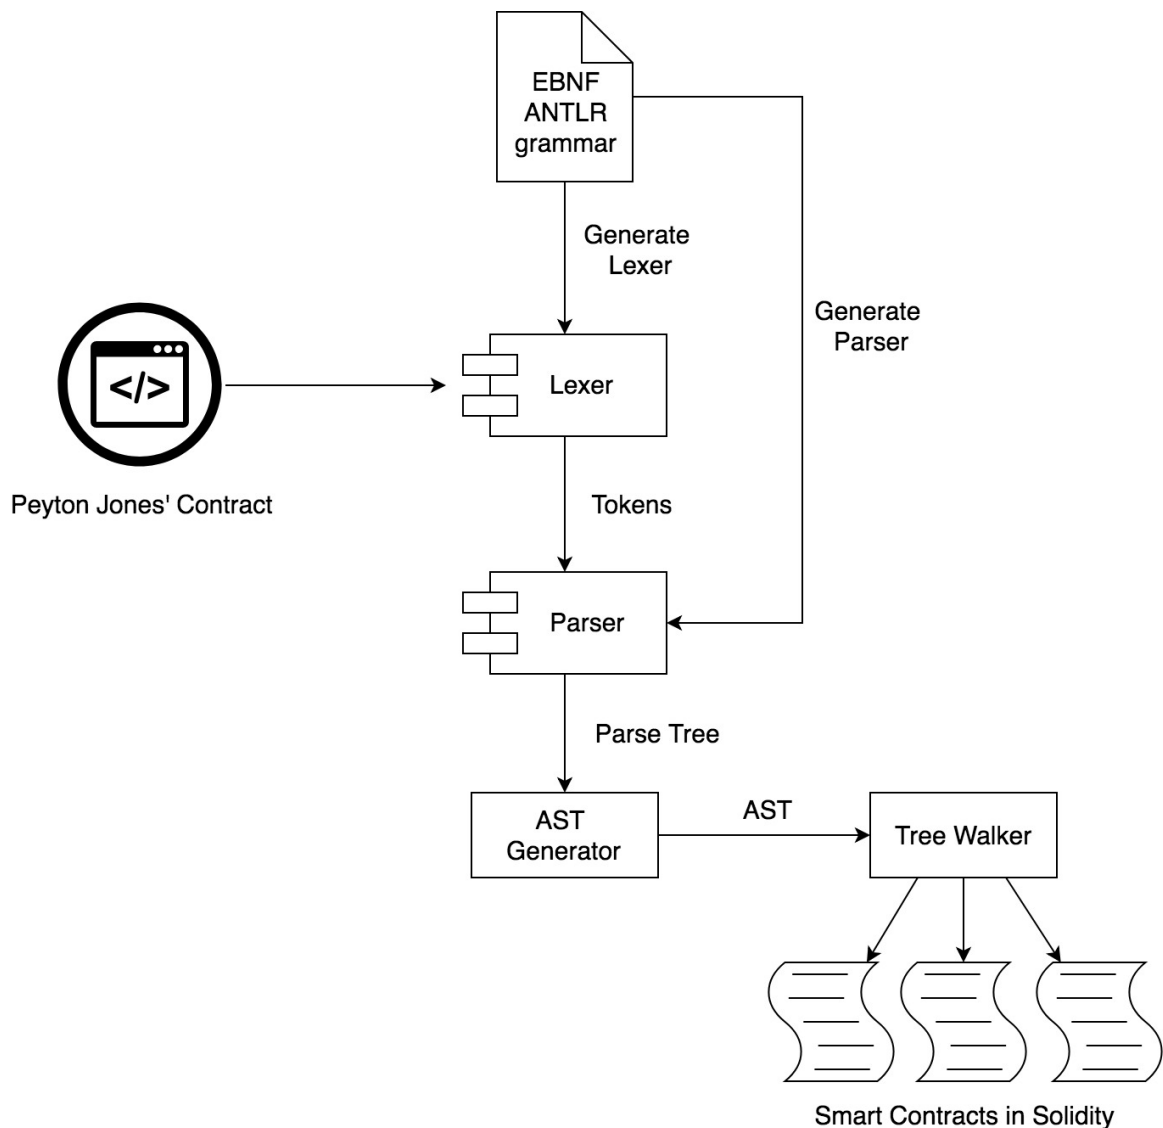 EBNF
ANTLR
grammar
Generate
Lexer
Generate
Parser
</>
Lexer
Peyton Jones' Contract
Tokens
Parser
Parse Tree
AST
Generator
AST
Tree Walker
Smart Contracts in Solidity